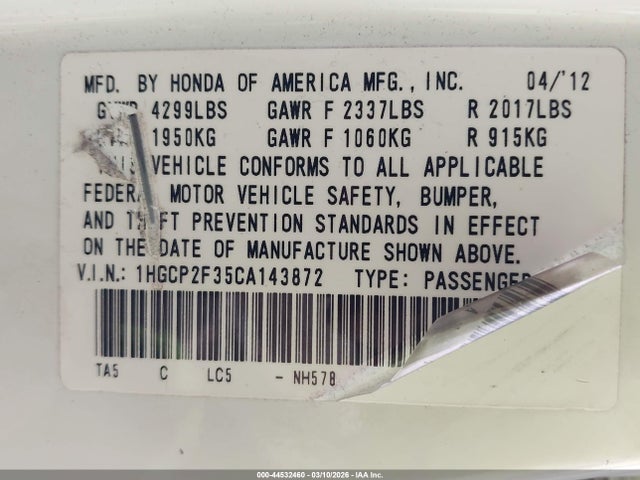 MFD. BY HONDA OF AMERICA MFG., INC. 04/'12
4299LBS GAWR F 2337LBS R 2017LBS
1950KG GAWR F 1060KG R 915KG
VEHICLE CONFORMS TO ALL APPLICABLE
FEDERAL MOTOR VEHICLE SAFETY, BUMPER,
AND THEFT PREVENTION STANDARDS IN EFFECT
ON THE DATE OF MANUFACTURE SHOWN ABOVE.
V.I.N.: 1HGCP2F35CA143872 TYPE: PASSENGER
TA5 C LC5 - NH578
000-44532460 - 03/10/2026 - IAA Inc.